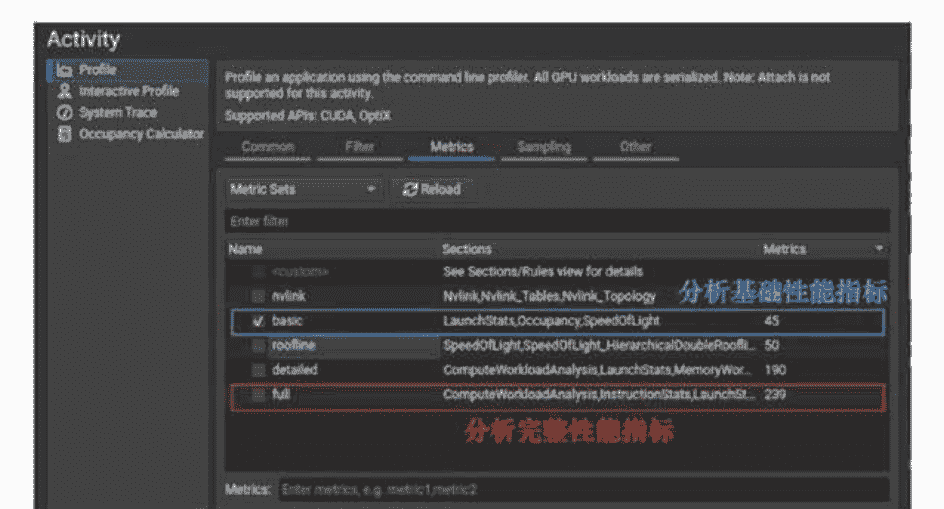 Activity
Profile
Interactive Profile
System Trace
Occupancy Calculator
Profile an application using the command line profiler. All GPU workloads are serialized. Note: Attach is not
supported for this activity.
Supported APIs: CUDA, OptiX
Common Filter Metrics Sampling Other
Metric Sets Reload
Enter filter
Name Sections Metrics
<custom> See Sections/Rules view for details
nvlink Nvlink,Nvlink_Tables,Nvlink_Topology
分析基础性能指标
basic LaunchStats,Occupancy,SpeedOfLight 45
roofline SpeedOfLight,SpeedOfLight_HierarchicalDoubleRoofli... 50
detailed ComputeWorkloadAnalysis,LaunchStats,MemoryWor... 190
full ComputeWorkloadAnalysis,InstructionStats,LaunchSt... 239
分析完整性能指标
Metrics: Enter metrics, e.g. metric1,metric2